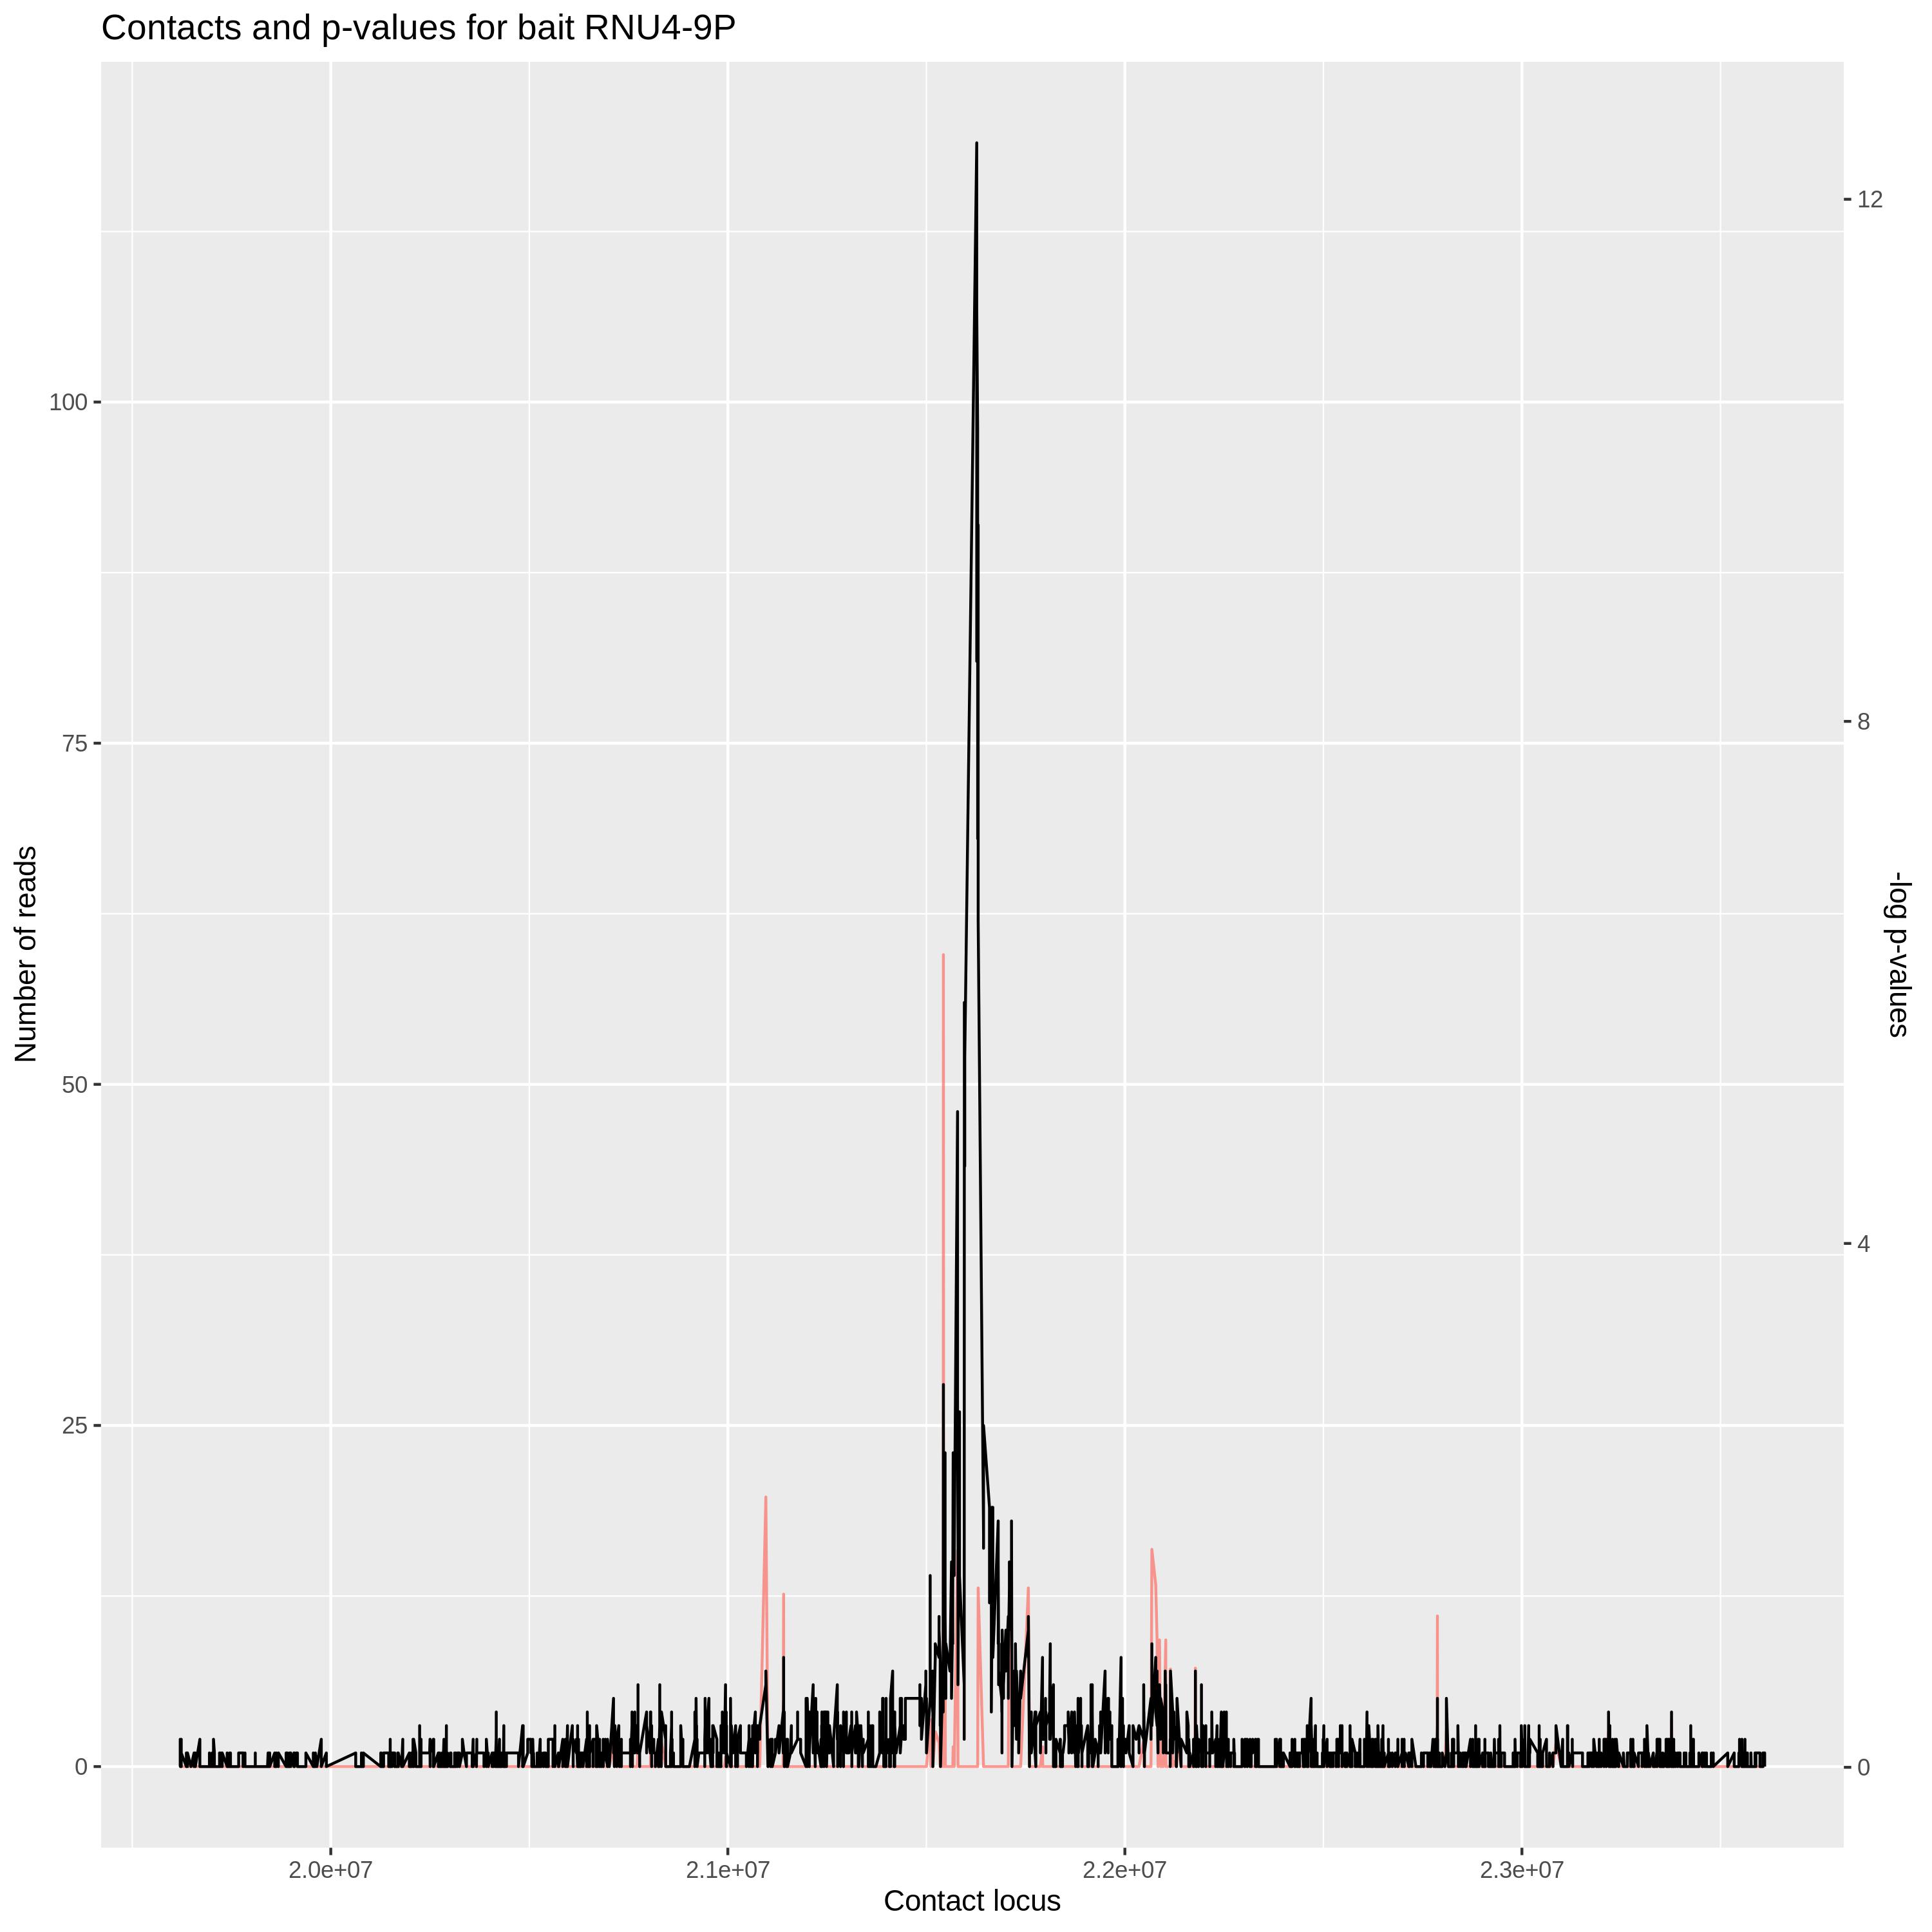 Contacts and p-values for bait RNU4-9P
Number of reads
100
75
50
25
0
12
8
4
0
-log p-values
2.0e+07
2.1e+07
2.2e+07
2.3e+07
Contact locus